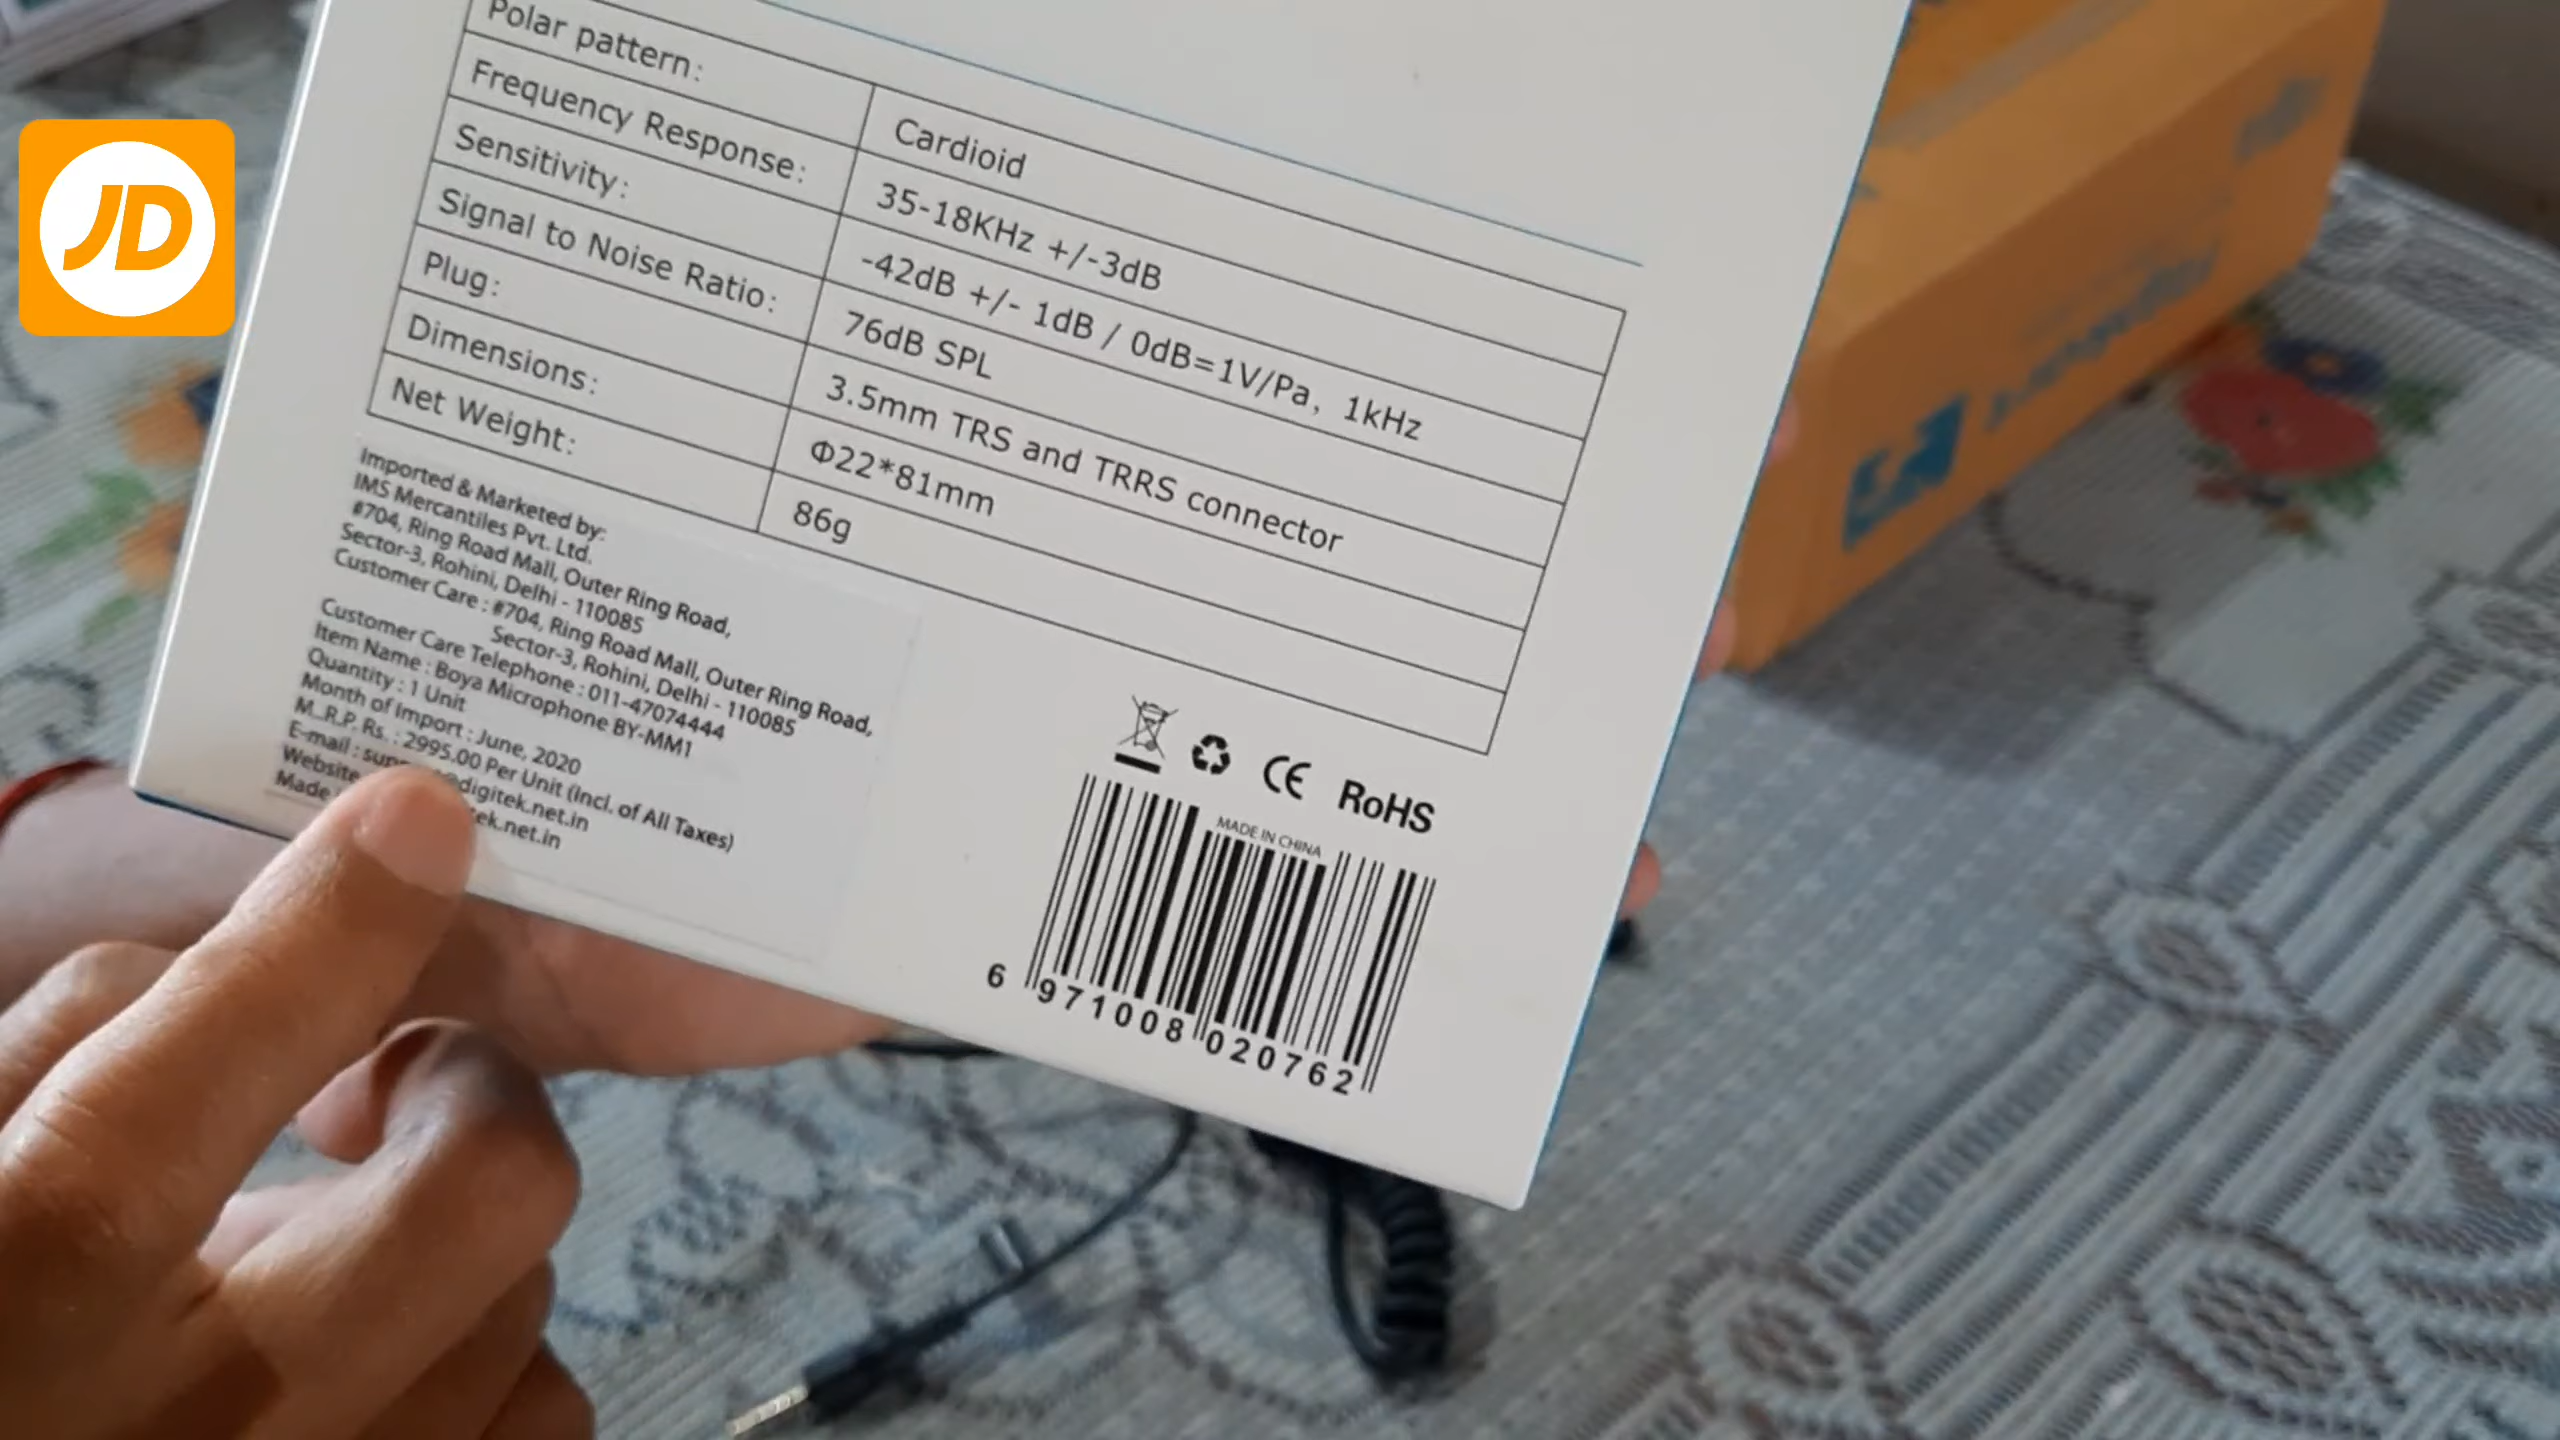 JD
Polar pattern:
Cardioid
Frequency Response:
35-18KHz +/-3dB
Sensitivity:
-42dB +/- 1dB / 0dB=1V/Pa, 1kHz
Signal to Noise Ratio:
76dB SPL
Plug:
3.5mm TRS and TRRS connector
Dimensions:
Φ22*81mm
Net Weight:
86g
Imported & Marketed by:
IMS Mercantiles Pvt. Ltd.
#704, Ring Road Mall, Outer Ring Road,
Sector-3, Rohini, Delhi - 110085
Customer Care : #704, Ring Road Mall, Outer Ring Road,
Sector-3, Rohini, Delhi - 110085
Customer Care Telephone : 011-47074444
Item Name : Boya Microphone BY-MM1
Quantity : 1 Unit
Month of Import : June, 2020
M..R.P. Rs. : 2995.00 Per Unit (Incl. of All Taxes)
E-mail : @digitek.net.in
Website .net.in
Made
CE RoHS
MADE IN CHINA
6 971008 020762